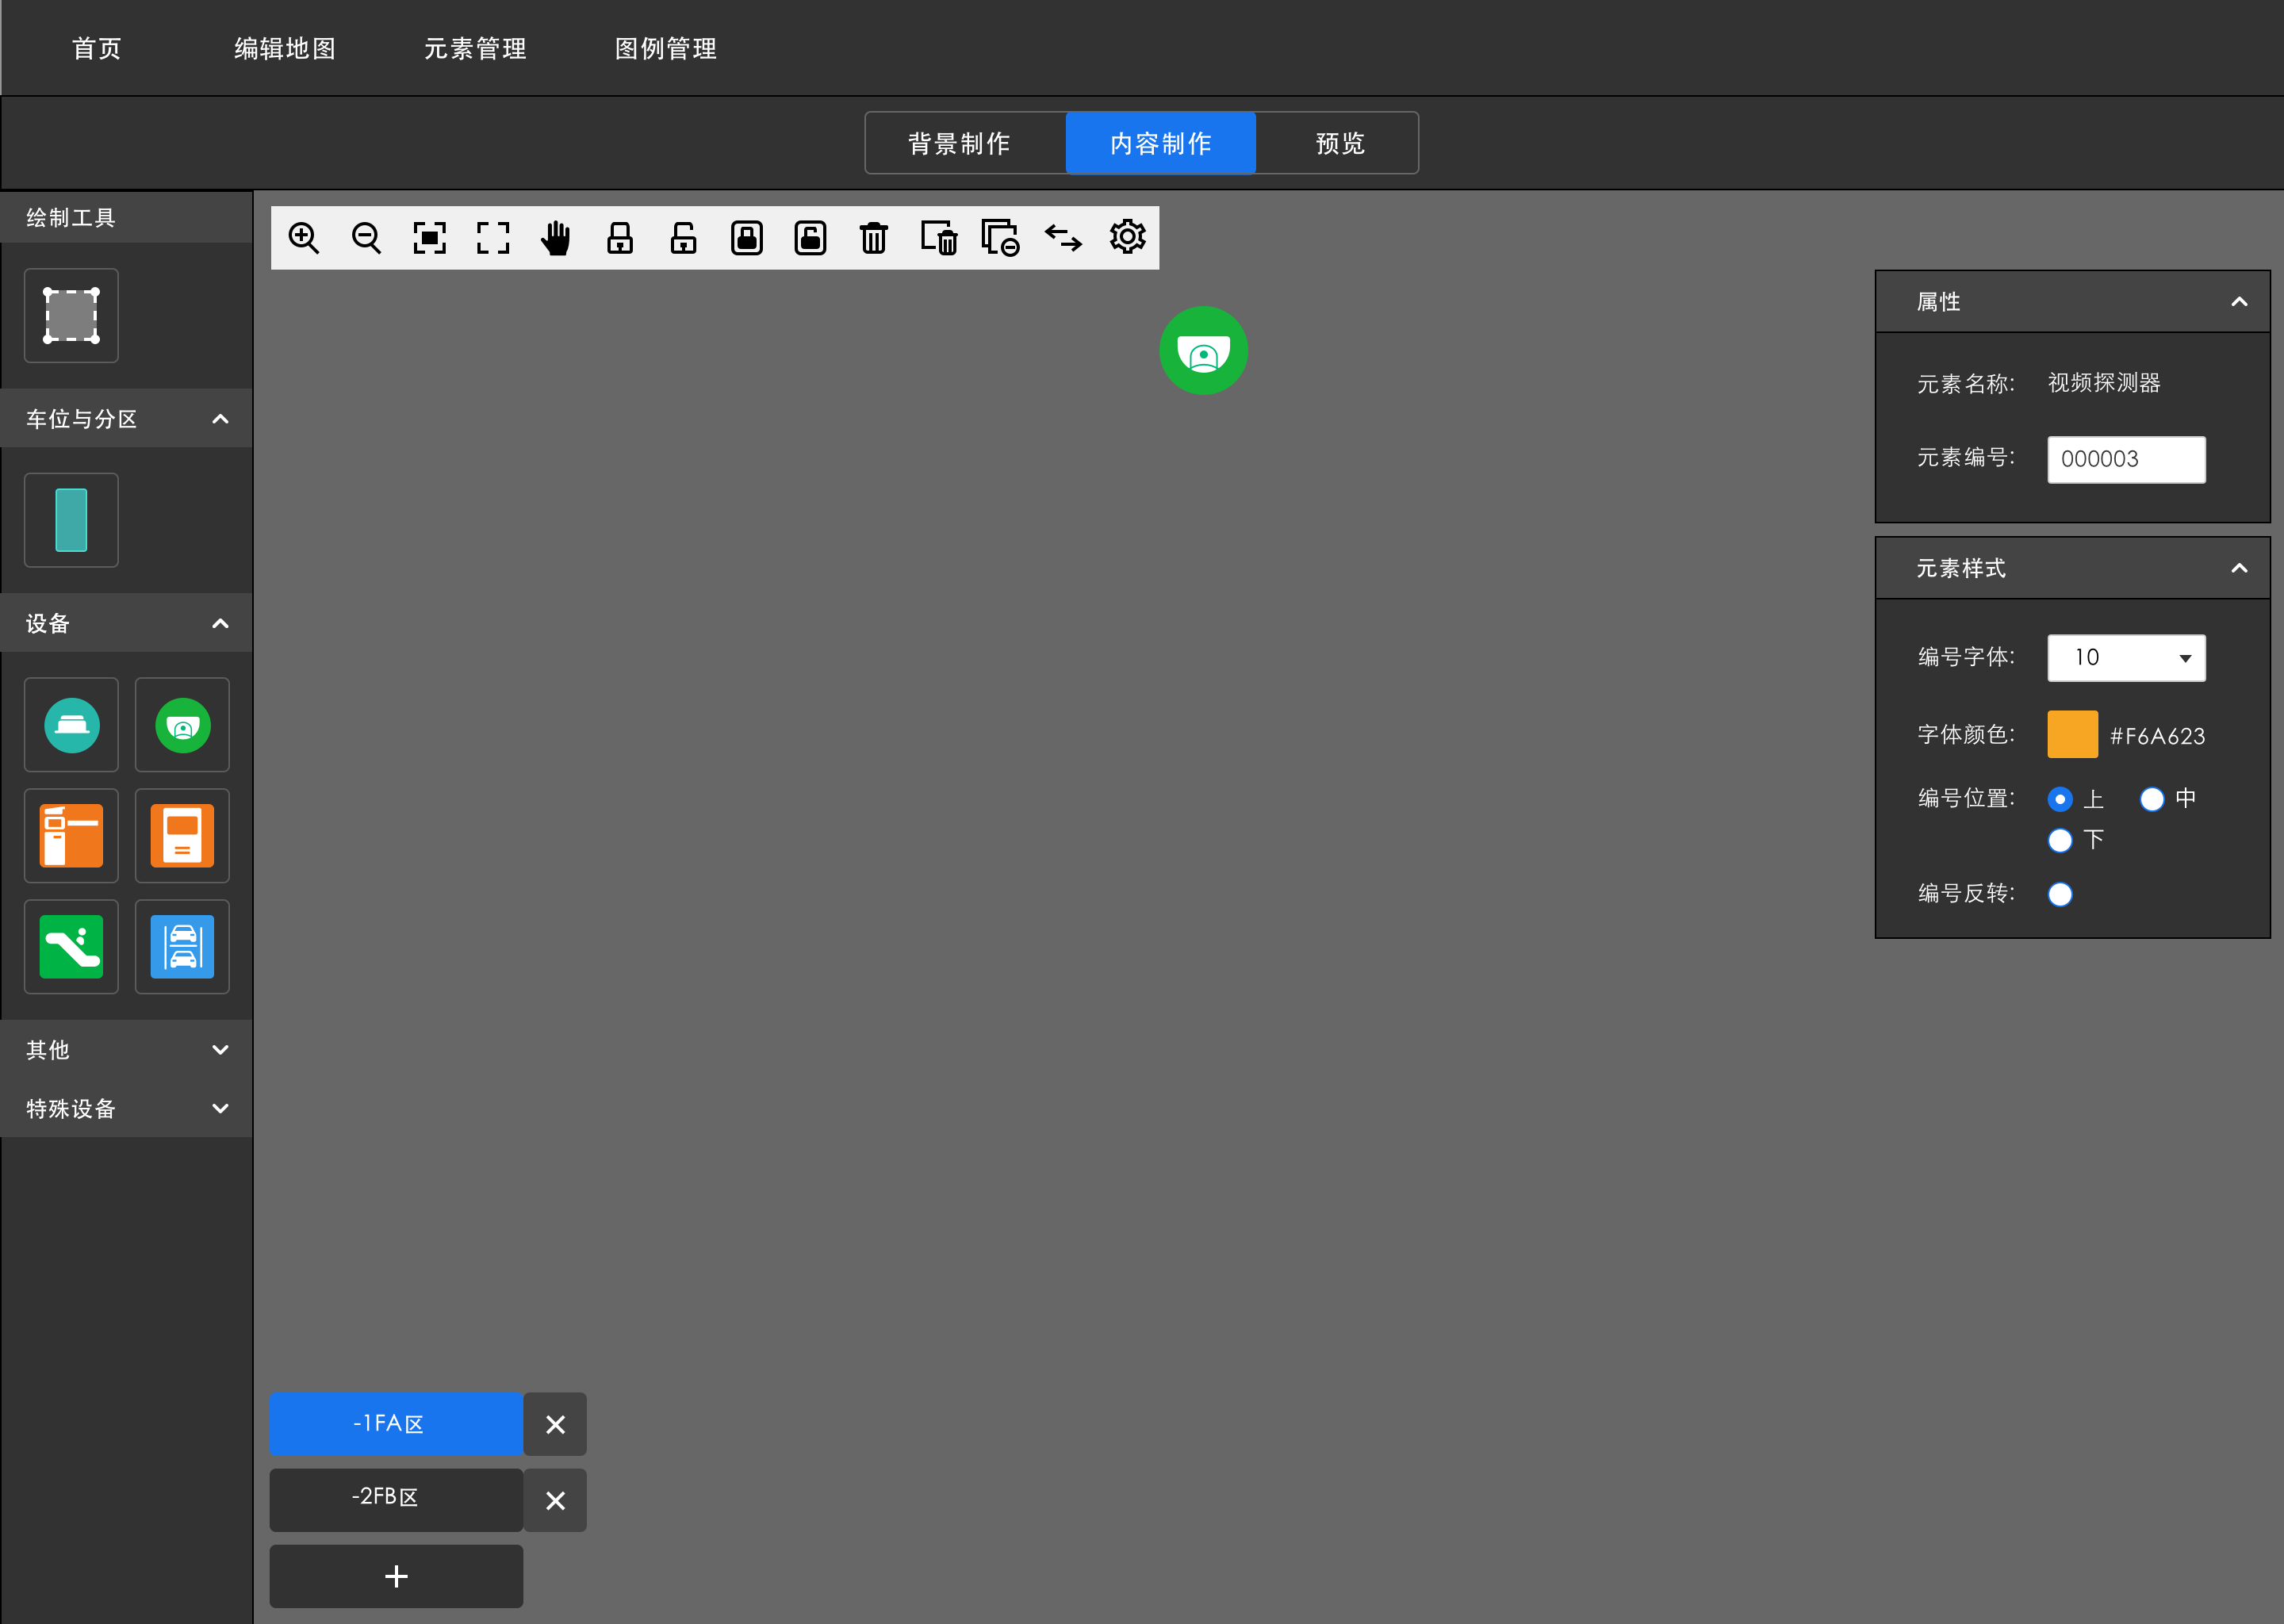 首页 编辑地图 元素管理 图例管理
背景制作 内容制作 预览
绘制工具
车位与分区
设备
其他
特殊设备
属性
元素名称: 视频探测器
元素编号: 000003
元素样式
编号字体: 10
字体颜色: #F6A623
编号位置: 上 中
下
编号反转:
-1FA区
-2FB区